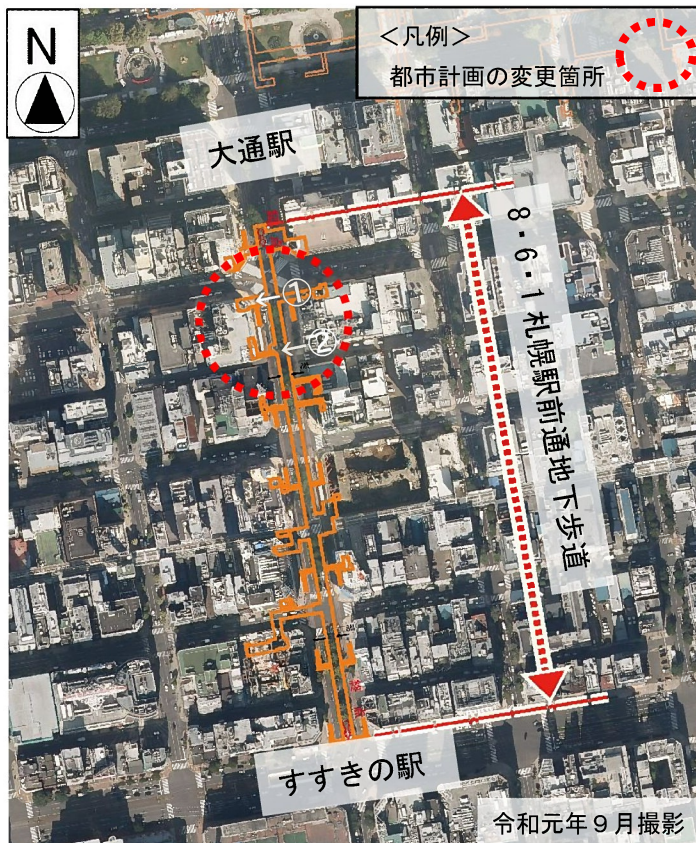 N
＜凡例＞
都市計画の変更箇所
大通駅
8・6・1札幌駅前通地下歩道
①
②
すすきの駅
令和元年９月撮影